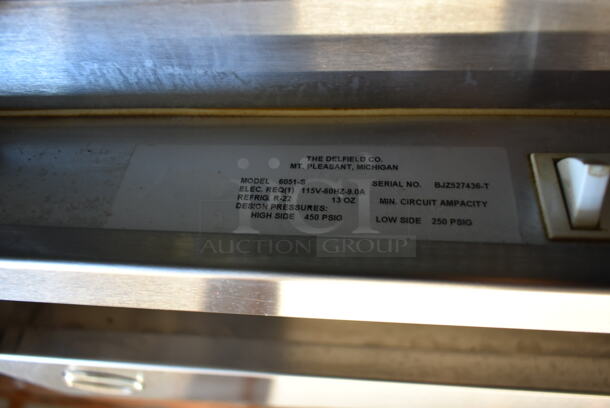 THE DELFIELD CO.
MT. PLEASANT, MICHIGAN
MODEL 6051-S SERIAL NO. BJZ527436-T
ELEC. REQ(1) 115V-60HZ-9.0A
REFRIG. R-22 13 OZ MIN. CIRCUIT AMPACITY
DESIGN PRESSURES:
HIGH SIDE 450 PSIG LOW SIDE 250 PSIG
AUCTION GROUP